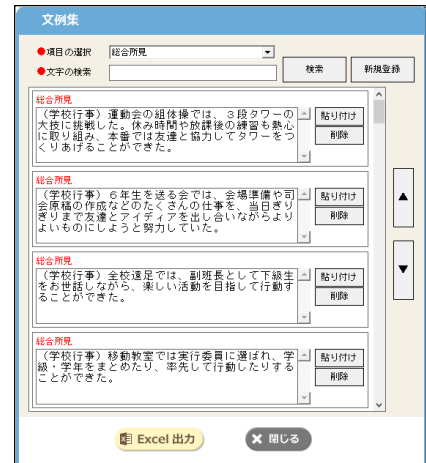 文例集
●項目の選択 総合所見
●文字の検索 検索 新規登録
総合所見
（学校行事）運動会の組体操では、３段タワーの
大技に挑戦した。休み時間や放課後の練習も熱心
に取り組み、本番では友達と協力してタワーをつ
くりあげることができた。
貼り付け
削除
総合所見
（学校行事）６年生を送る会では、会場準備や司
会原稿の作成などのたくさんの仕事を、当日ぎり
ぎりまで友達とアイディアを出し合いながらより
よいものにしようと努力していた。
貼り付け
削除
総合所見
（学校行事）全校遠足では、副班長として下級生
をお世話しながら、楽しい活動を目指して行動す
ることができた。
貼り付け
削除
総合所見
（学校行事）移動教室では実行委員に選ばれ、学
級・学年をまとめたり、率先して行動したりする
ことができた。
貼り付け
削除
▲
▼
Excel 出力
閉じる